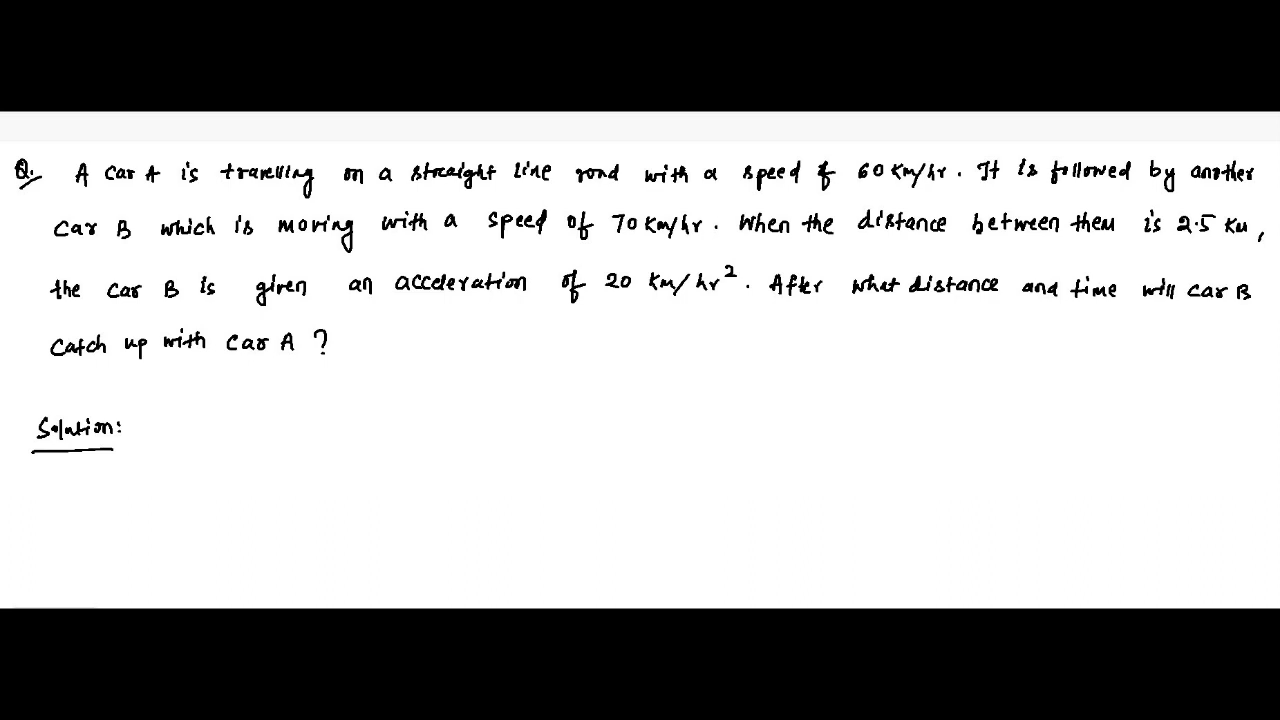 Q. A car A is travelling on a straight line road with a speed of 60 Km/hr. It is followed by another
car B which is moving with a speed of 70 Km/hr. When the distance between them is 2.5 Km,
the car B is given an acceleration of 20 Km/hr². After what distance and time will car B
catch up with car A ?
Solution: